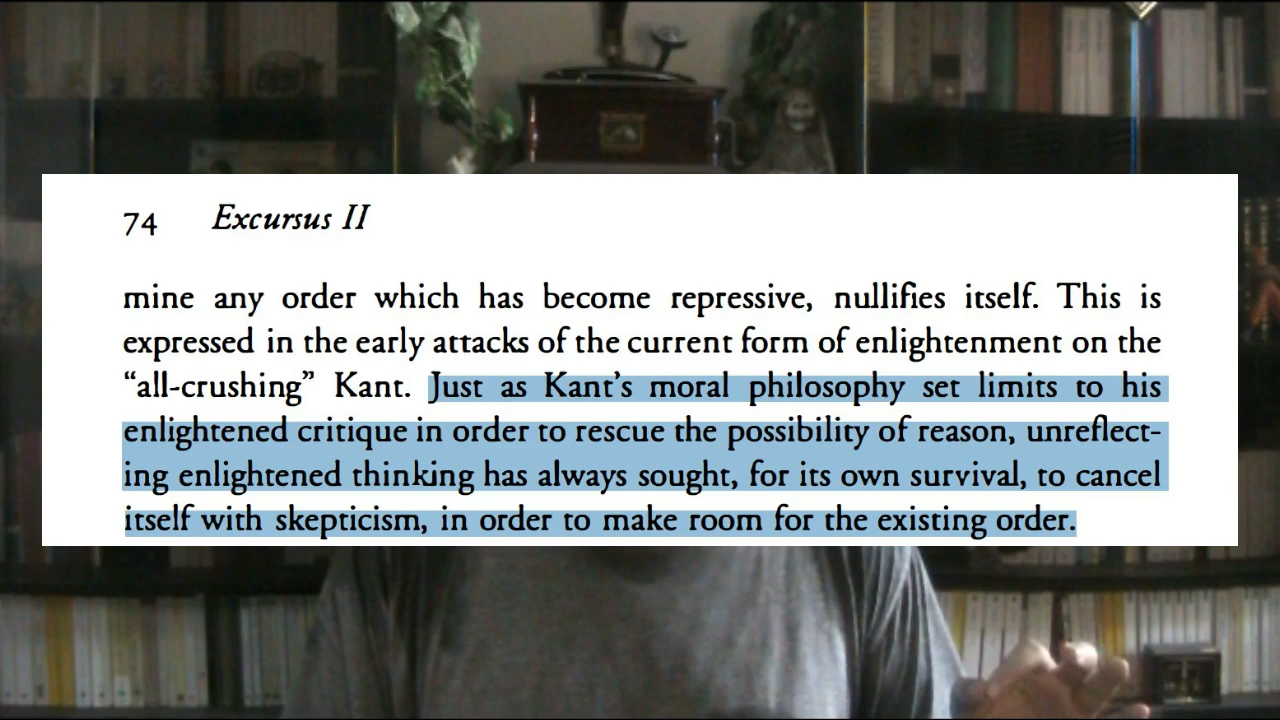 74 Excursus II
mine any order which has become repressive, nullifies itself. This is
expressed in the early attacks of the current form of enlightenment on the
“all-crushing” Kant. Just as Kant’s moral philosophy set limits to his
enlightened critique in order to rescue the possibility of reason, unreflect-
ing enlightened thinking has always sought, for its own survival, to cancel
itself with skepticism, in order to make room for the existing order.